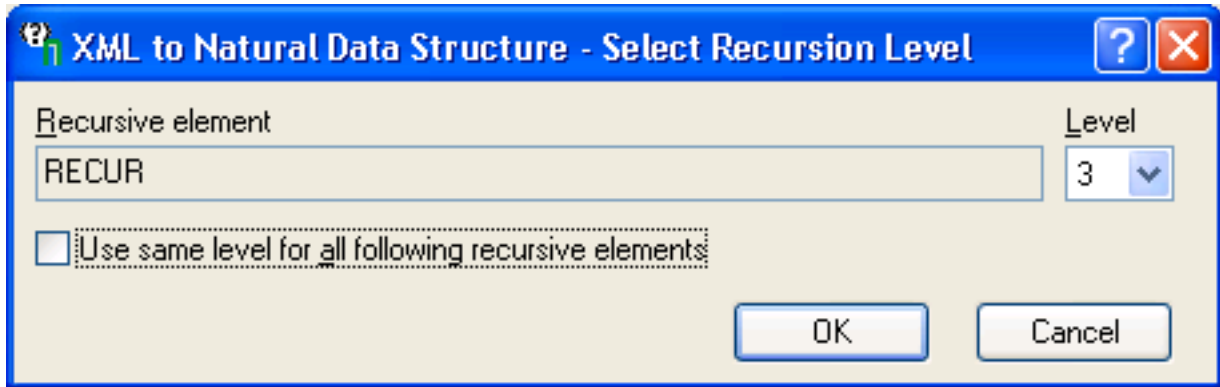 XML to Natural Data Structure - Select Recursion Level
Recursive element Level
RECUR 3
Use same level for all following recursive elements
OK Cancel